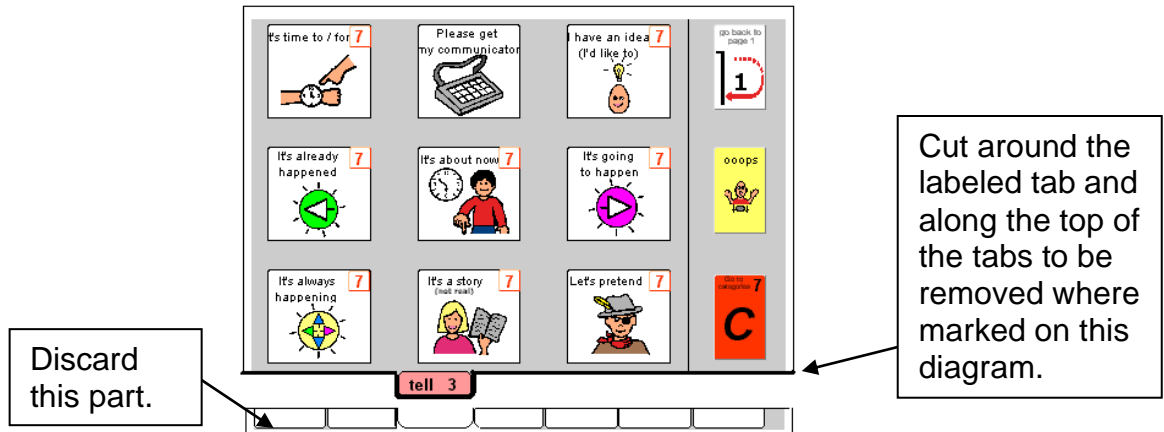 It's time to / for 7
Please get
my communicator
I have an idea 7
(I'd like to)
go back to
page 1
1
It's already 7
happened
It's about now 7
It's going 7
to happen
ooops
It's always 7
happening
It's a story 7
(not real)
Let's pretend 7
Go to
categories 7
C
tell 3
Cut around the
labeled tab and
along the top of
the tabs to be
removed where
marked on this
diagram.
Discard
this part.